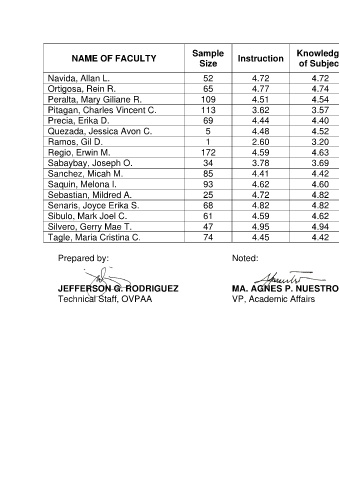 NAME OF FACULTY Sample Size Instruction Knowledg of Subjec
Navida, Allan L. 52 4.72 4.72
Ortigosa, Rein R. 65 4.77 4.74
Peralta, Mary Giliane R. 109 4.51 4.54
Pitagan, Charles Vincent C. 113 3.62 3.57
Precia, Erika D. 69 4.44 4.40
Quezada, Jessica Avon C. 5 4.48 4.52
Ramos, Gil D. 1 2.60 3.20
Regio, Erwin M. 172 4.59 4.63
Sabaybay, Joseph O. 34 3.78 3.69
Sanchez, Micah M. 85 4.41 4.42
Saquin, Melona I. 93 4.62 4.60
Sebastian, Mildred A. 25 4.72 4.82
Senaris, Joyce Erika S. 68 4.82 4.82
Sibulo, Mark Joel C. 61 4.59 4.62
Silvero, Gerry Mae T. 47 4.95 4.94
Tagle, Maria Cristina C. 74 4.45 4.42
Prepared by: Noted:
JEFFERSON G. RODRIGUEZ MA. AGNES P. NUESTRO
Technical Staff, OVPAA VP, Academic Affairs